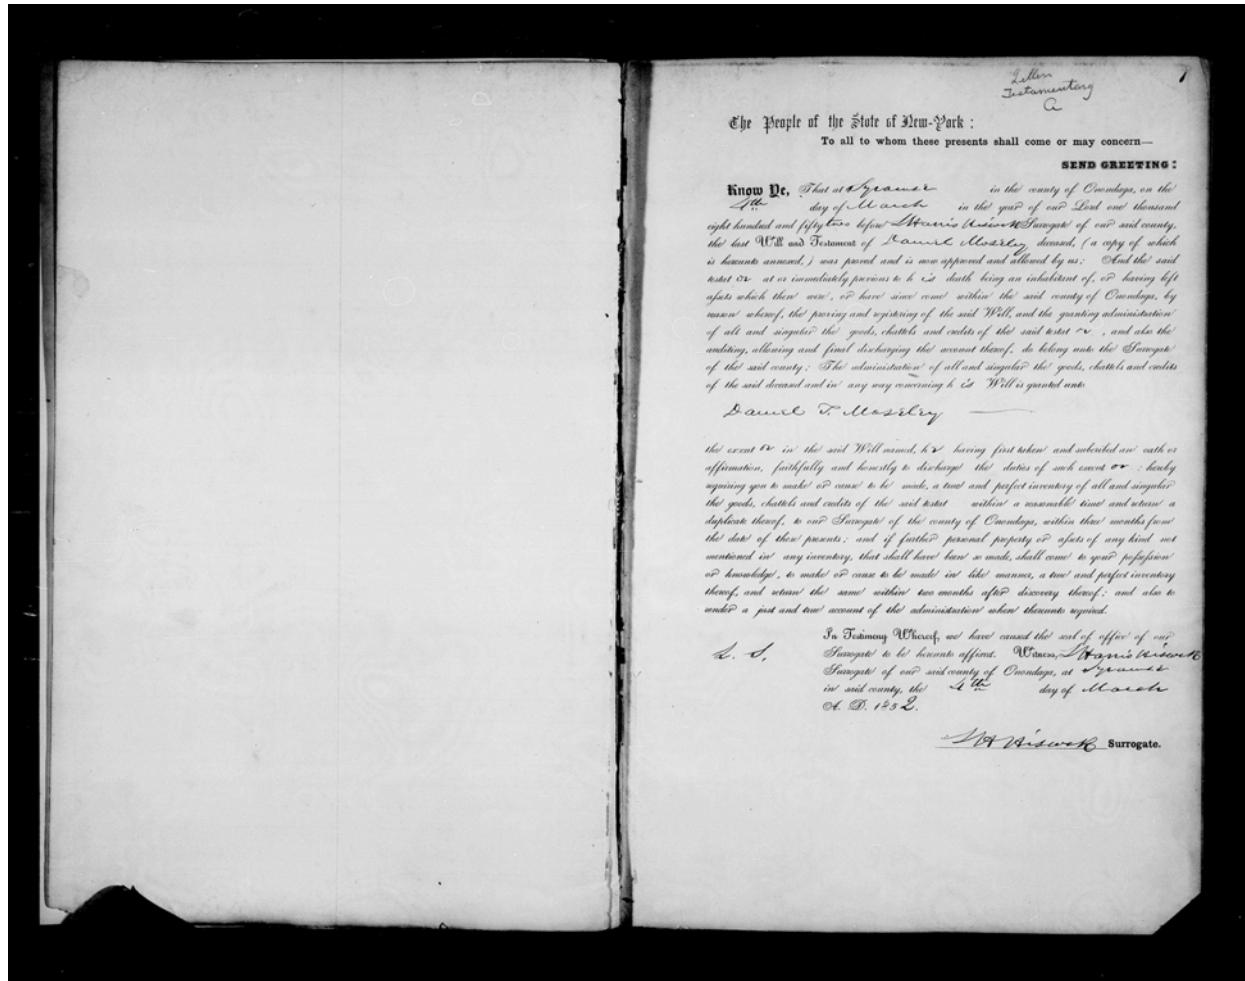 Letters
Testamentary
A
1
The People of the State of New-York :
To all to whom these presents shall come or may concern—
SEND GREETING:
Know Ye, That at Syracuse in the county of Onondaga, on the
4th day of March in the year of our Lord one thousand
eight hundred and fifty two before L Harris Hiscock Surrogate of our said county,
the last Will and Testament of Daniel Moseley deceased, (a copy of which
is hereunto annexed,) was proved and is now approved and allowed by us; And the said
testat or at or immediately previous to h is death being an inhabitant of, or having left
assets which then were, or have since come within the said county of Onondaga, by
reason whereof, the proving and registering of the said Will, and the granting administration
of all and singular the goods, chattels and credits of the said testat or , and also the
auditing, allowing and final discharging the account thereof, do belong unto the Surrogate
of the said county; The administration of all and singular the goods, chattels and credits
of the said deceased and in any way concerning h is Will is granted unto
Daniel T. Moseley
the execut or in the said Will named, he having first taken and subcribed an oath or
affirmation, faithfully and honestly to discharge the duties of such execut or : hereby
requiring you to make or cause to be made, a true and perfect inventory of all and singular
the goods, chattels and credits of the said testat within a reasonable time and return a
duplicate thereof, to our Surrogate of the county of Onondaga, within three months from
the date of these presents; and if further personal property or assets of any kind not
mentioned in any inventory, that shall have been so made, shall come to your possession
or knowledge, to make or cause to be made in like manner, a true and perfect inventory
thereof, and return the same within two months after discovery thereof; and also to
render a just and true account of the administration when thereunto required.
In Testimony Whereof, we have caused the seal of office of our
L. S. Surrogate to be hereunto affixed. Witness, L Harris Hiscock
Surrogate of our said county of Onondaga, at Syracuse
in said county, the 4th day of March
A. D. 1852.
L H Hiscock Surrogate.